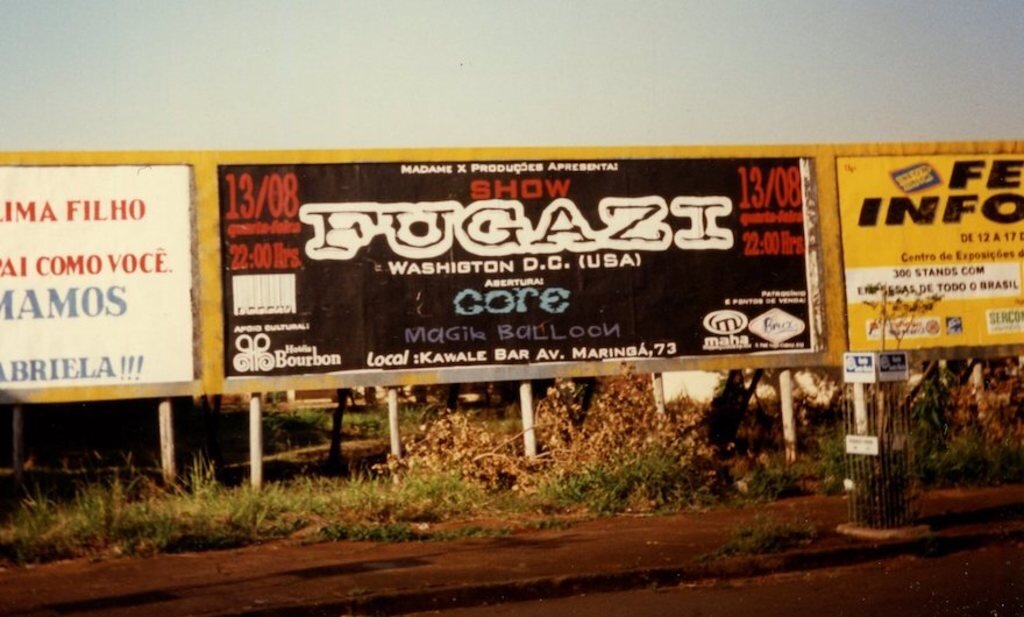 LIMA FILHO
PAI COMO VOCÊ.
MAMOS
ABRIELA!!!
MADAME X PRODUÇÕES APRESENTA:
SHOW
13/08
quarta-feira
22:00 Hrs.
FUGAZI
WASHIGTON D.C. (USA)
13/08
quarta-feira
22:00 Hrs.
ABERTURA:
CORE
MAGIK BALLOON
APOIO CULTURAL:
Hotéis
Bourbon
local :KAWALE BAR AV. MARINGÁ,73
PATROCÍNIO
E PONTOS DE VENDA:
maha
FE
INFO
DE 12 A 17 D
Centro de Exposições d
300 STANDS COM
SAS DE TODO O BRASIL
SERCOM